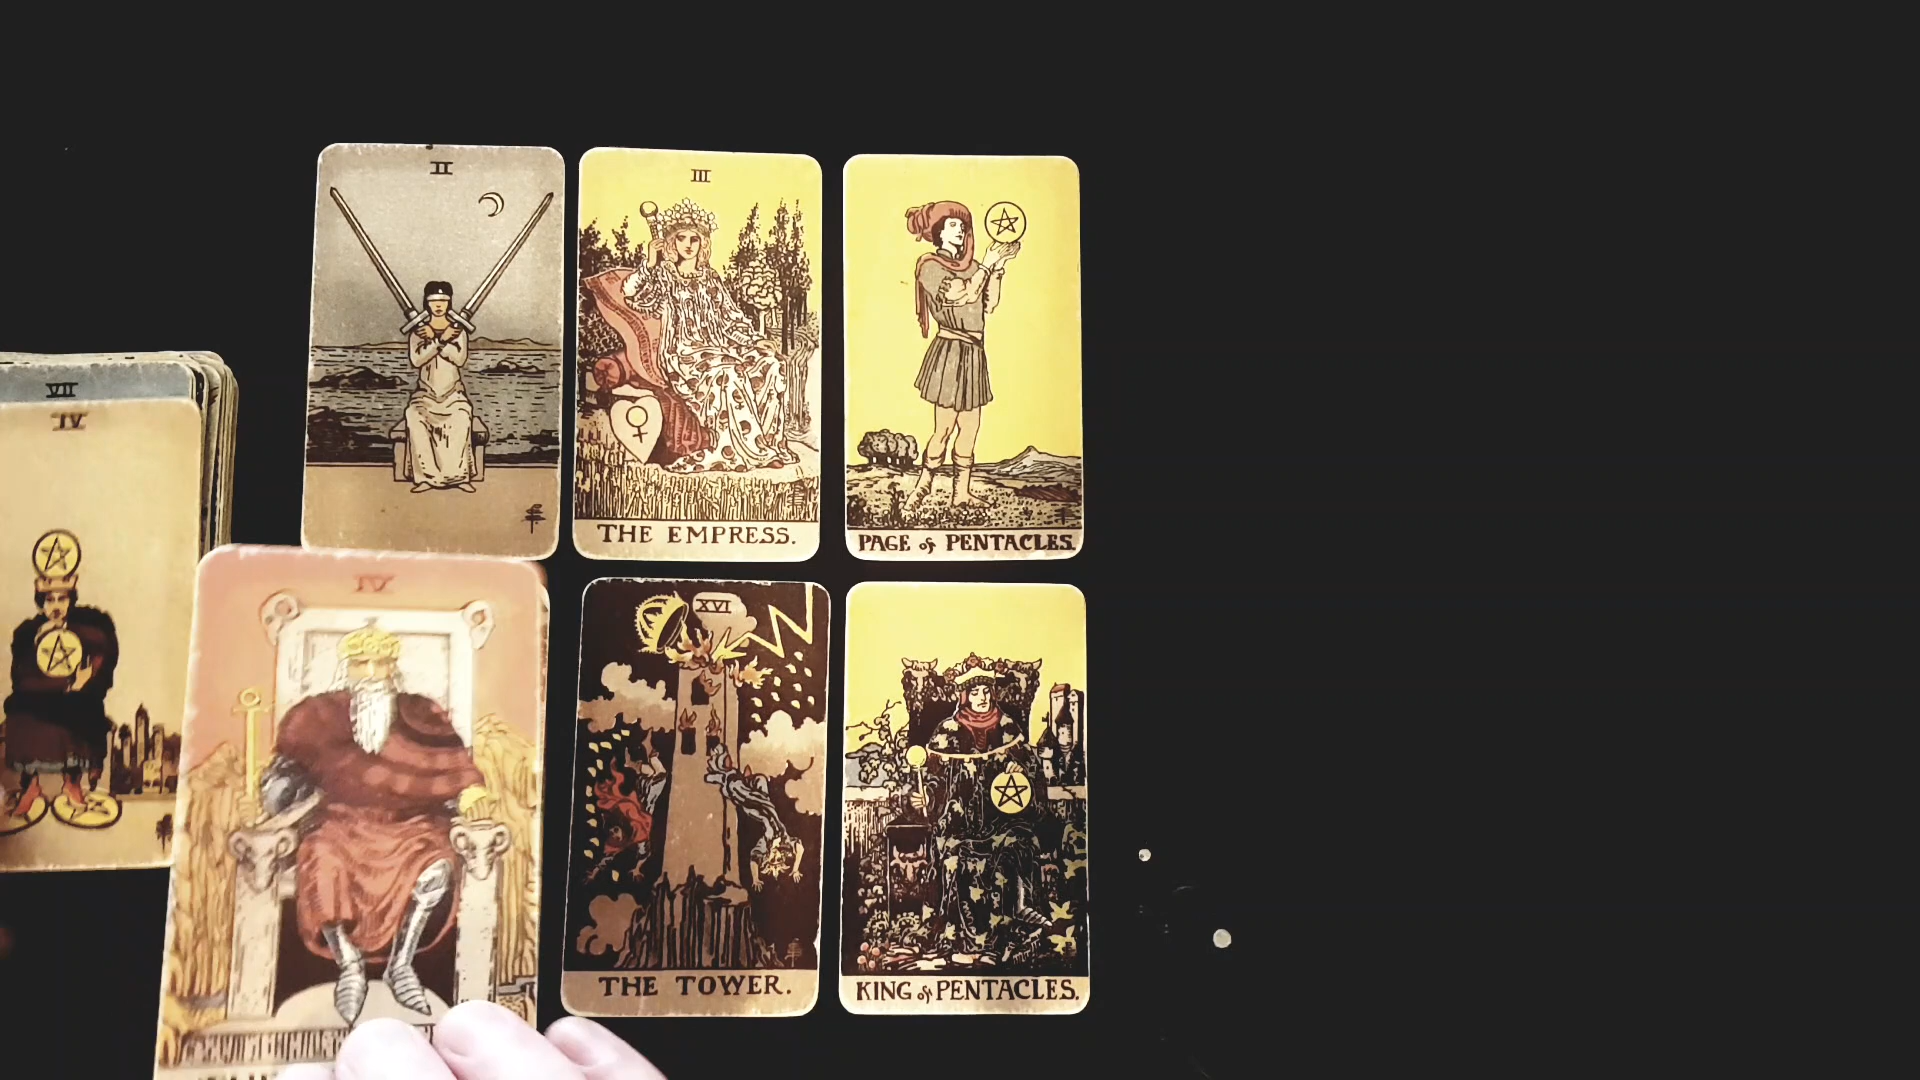 II
III
THE EMPRESS.
PAGE of PENTACLES.
VII
IV
IV
XVI
THE TOWER.
KING of PENTACLES.